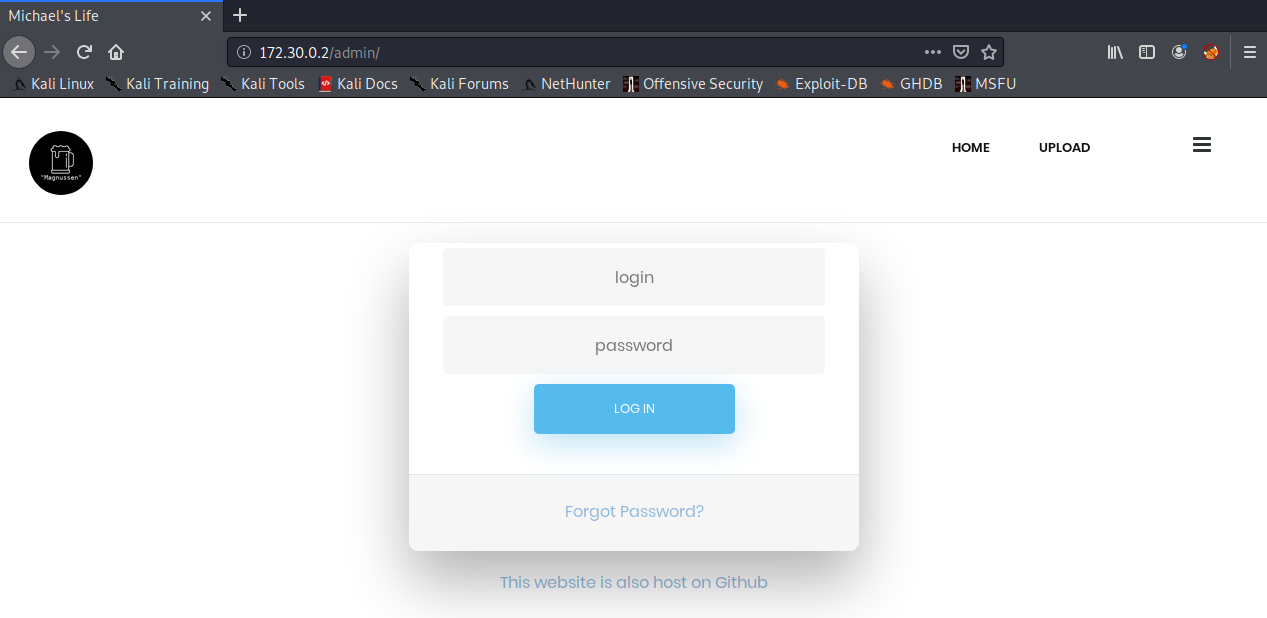 Michael's Life
172.30.0.2/admin/
Kali Linux Kali Training Kali Tools Kali Docs Kali Forums NetHunter Offensive Security Exploit-DB GHDB MSFU
"Magnussen"
HOME UPLOAD
login
password
LOG IN
Forgot Password?
This website is also host on Github